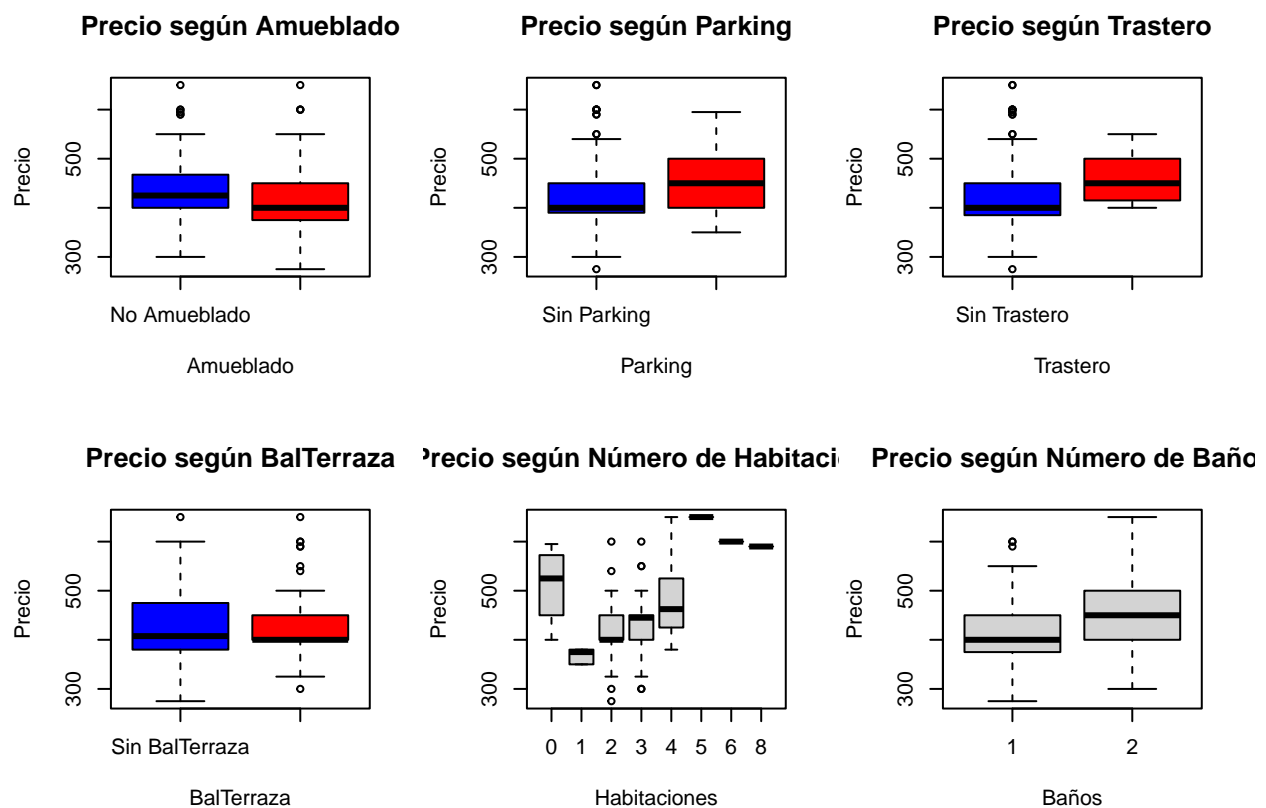 Precio según Amueblado
Precio
500
300
No Amueblado
Amueblado
Precio según Parking
Precio
500
300
Sin Parking
Parking
Precio según Trastero
Precio
500
300
Sin Trastero
Trastero
Precio según BalTerraza
Precio
500
300
Sin BalTerraza
BalTerraza
Precio según Número de Habitaci
Precio
500
300
0 1 2 3 4 5 6 8
Habitaciones
Precio según Número de Baño
Precio
500
300
1 2
Baños